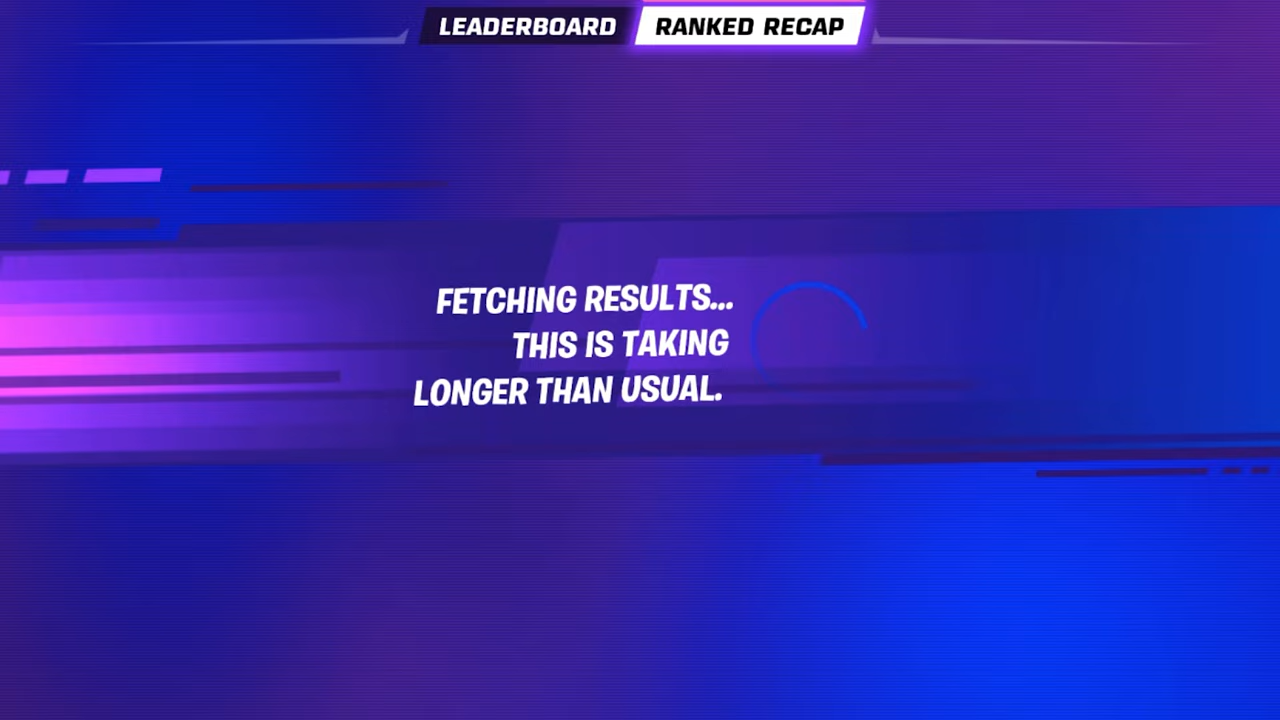 LEADERBOARD RANKED RECAP
FETCHING RESULTS...
THIS IS TAKING
LONGER THAN USUAL.